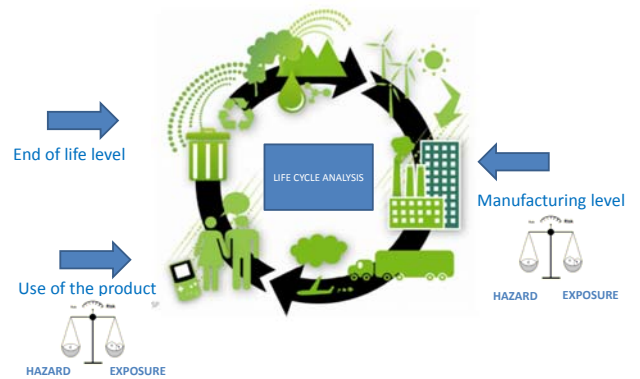 End of life level
LIFE CYCLE ANALYSIS
Manufacturing level
Use of the product
HAZARD EXPOSURE
HAZARD EXPOSURE